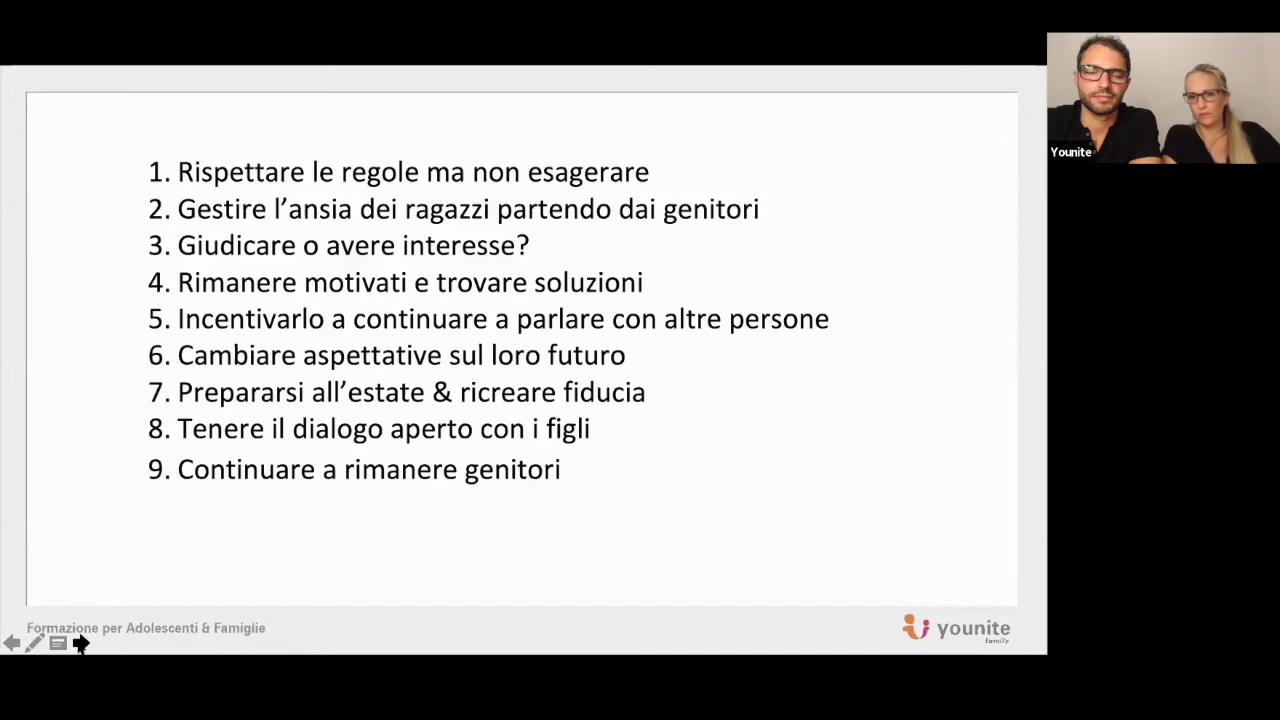 1. Rispettare le regole ma non esagerare
2. Gestire l’ansia dei ragazzi partendo dai genitori
3. Giudicare o avere interesse?
4. Rimanere motivati e trovare soluzioni
5. Incentivarlo a continuare a parlare con altre persone
6. Cambiare aspettative sul loro futuro
7. Prepararsi all’estate & ricreare fiducia
8. Tenere il dialogo aperto con i figli
9. Continuare a rimanere genitori
Formazione per Adolescenti & Famiglie
younite
family
Younite